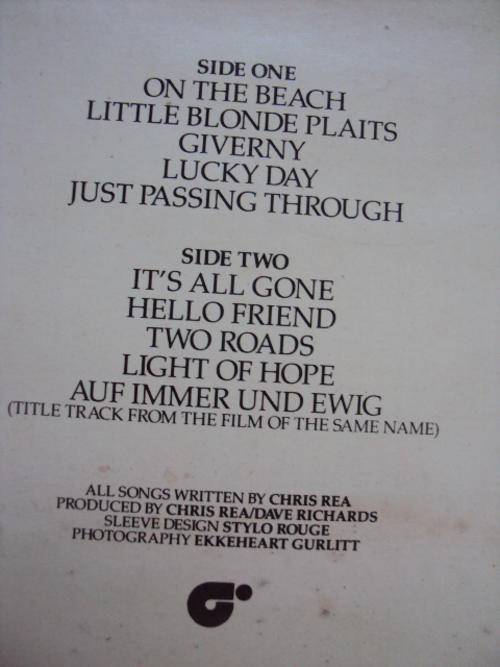 SIDE ONE
ON THE BEACH
LITTLE BLONDE PLAITS
GIVERNY
LUCKY DAY
JUST PASSING THROUGH
SIDE TWO
IT'S ALL GONE
HELLO FRIEND
TWO ROADS
LIGHT OF HOPE
AUF IMMER UND EWIG
(TITLE TRACK FROM THE FILM OF THE SAME NAME)
ALL SONGS WRITTEN BY CHRIS REA
PRODUCED BY CHRIS REA/DAVE RICHARDS
SLEEVE DESIGN STYLO ROUGE
PHOTOGRAPHY EKKEHEART GURLITT